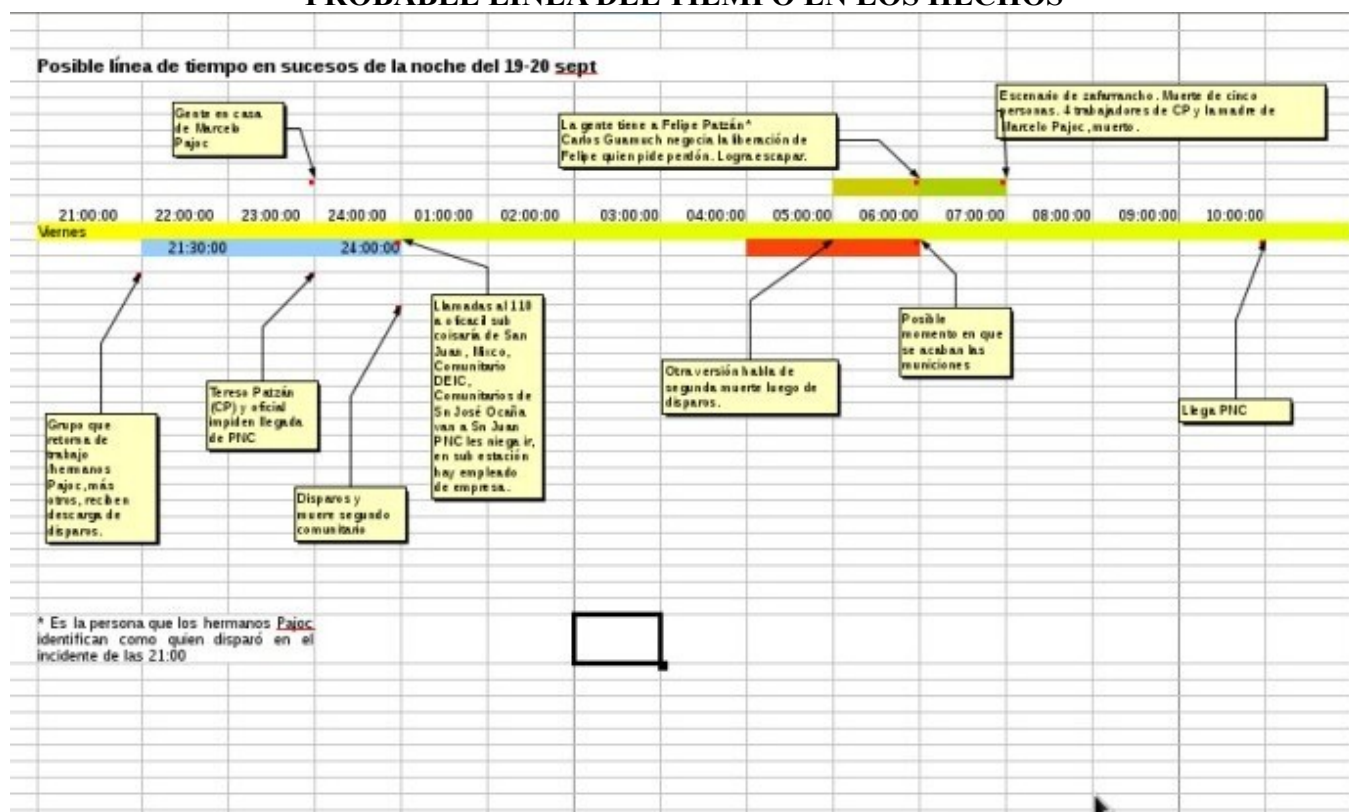 PROBABLE LÍNEA DEL TIEMPO EN LOS HECHOS
Posible línea de tiempo en sucesos de la noche del 19-20 sept
Gente en casa
de Marcelo
Pajoc
La gente tiene a Felipe Patzán*
Carlos Guamuch negocia la liberación de
Felipe quien pide perdón. Logra escapar.
Escenario de zafarrancho. Muerte de cinco
personas. 4 trabajadores de CP y la madre de
Marcelo Pajoc, muerto.
21:00:00 22:00:00 23:00:00 24:00:00 01:00:00 02:00:00 03:00:00 04:00:00 05:00:00 06:00:00 07:00:00 08:00:00 09:00:00 10:00:00
Viernes
21:30:00 24:00:00
Grupo que
retorna de
trabajo
/hermanos
Pajoc, más
otros, reciben
descarga de
disparos.
Tereso Patzán
(CP) y oficial
impiden llegada
de PNC
Disparos y
muere segundo
comunitario
Llamadas al 110
a oficacil sub
coisaría de San
Juan, Mixco,
Comunitario
DEIC,
Comunitarios de
Sn José Ocaña
van a Sn Juan
PNC les niega ir,
en sub estación
hay empleado
de empresa.
Otra versión habla de
segunda muerte luego de
disparos.
Posible
momento en que
se acaban las
municiones
Llega PNC
* Es la persona que los hermanos Pajoc
identifican como quien disparó en el
incidente de las 21:00